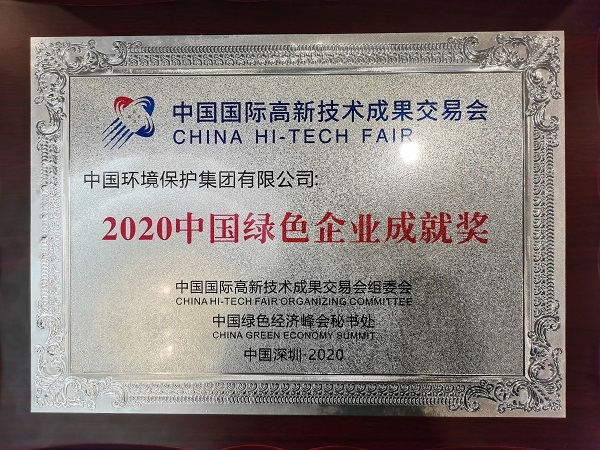 中国国际高新技术成果交易会
CHINA HI-TECH FAIR
中国环境保护集团有限公司:
2020中国绿色企业成就奖
中国国际高新技术成果交易会组委会
CHINA HI-TECH FAIR ORGANIZING COMMITTEE
中国绿色经济峰会秘书处
CHINA GREEN ECONOMY SUMMIT
中国深圳·2020